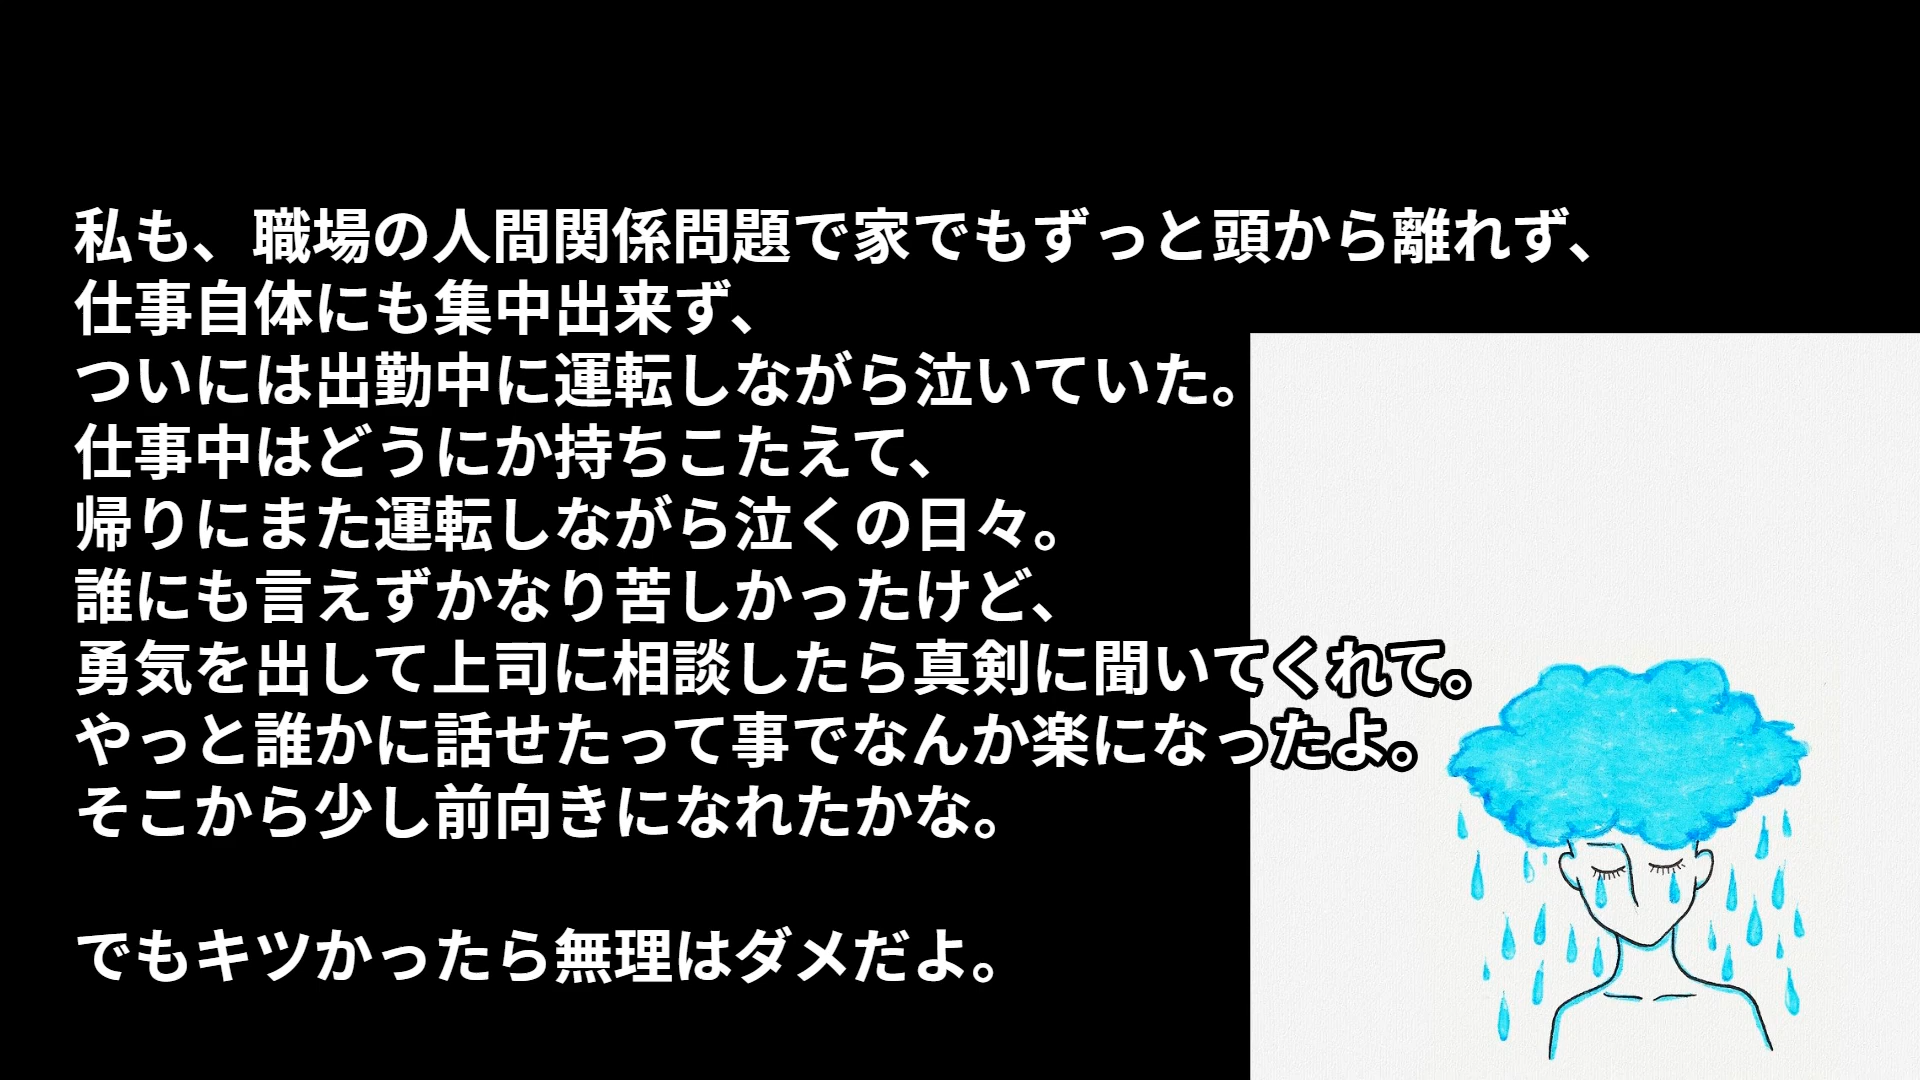 私も、職場の人間関係問題で家でもずっと頭から離れず、
仕事自体にも集中出来ず、
ついには出勤中に運転しながら泣いていた。
仕事中はどうにか持ちこたえて、
帰りにまた運転しながら泣くの日々。
誰にも言えずかなり苦しかったけど、
勇気を出して上司に相談したら真剣に聞いてくれて。
やっと誰かに話せたって事でなんか楽になったよ。
そこから少し前向きになれたかな。
でもキツかったら無理はダメだよ。